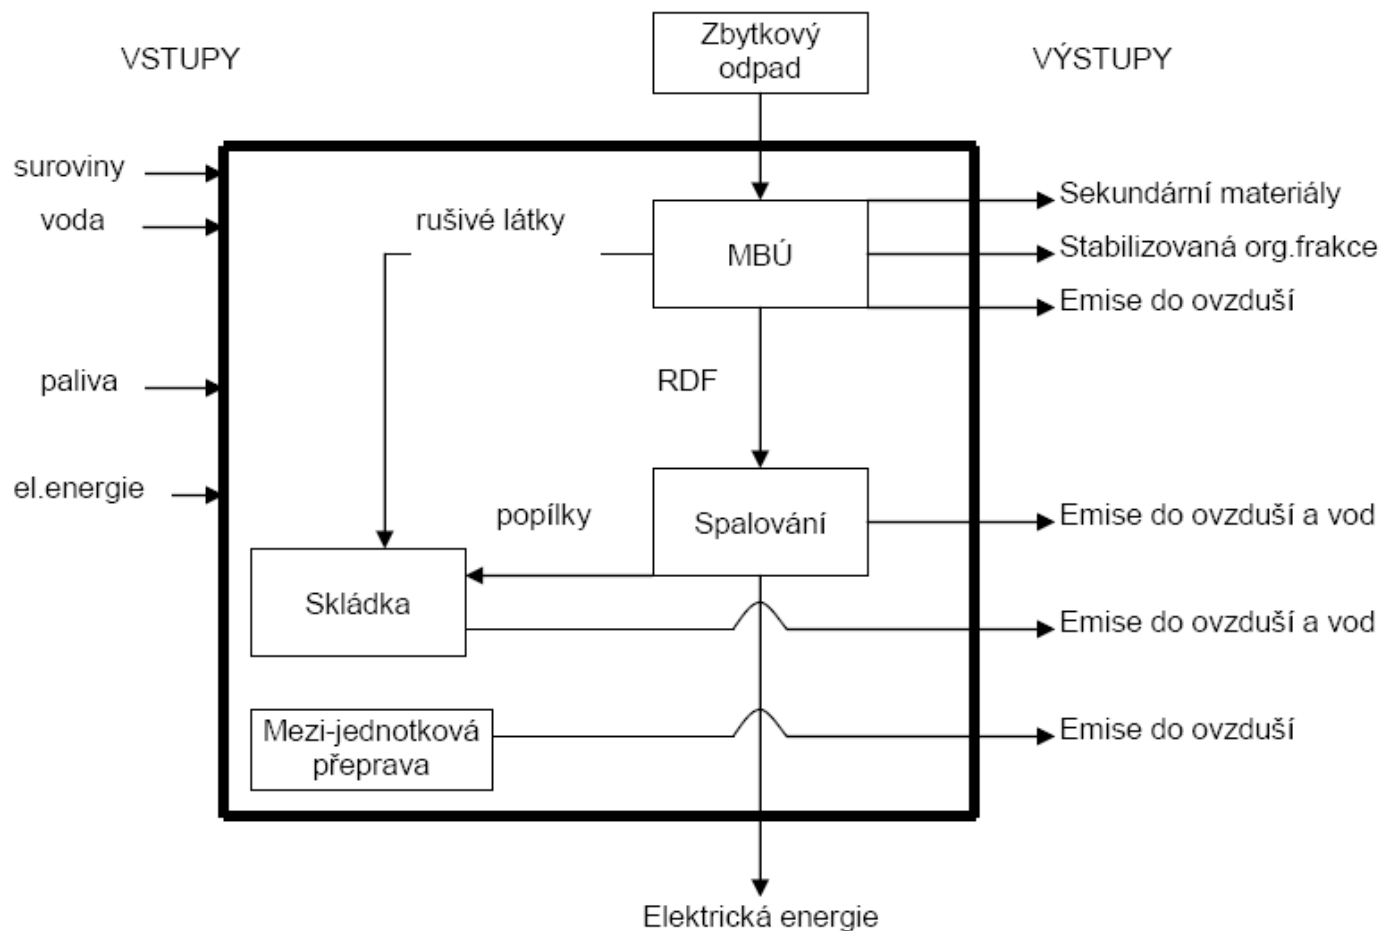 Zbytkový
odpad
VSTUPY
VÝSTUPY
suroviny
voda
rušivé látky
MBÚ
Sekundární materiály
Stabilizovaná org.frakce
Emise do ovzduší
paliva
RDF
el.energie
popílky
Spalování
Emise do ovzduší a vod
Skládka
Emise do ovzduší a vod
Mezi-jednotková
přeprava
Emise do ovzduší
Elektrická energie